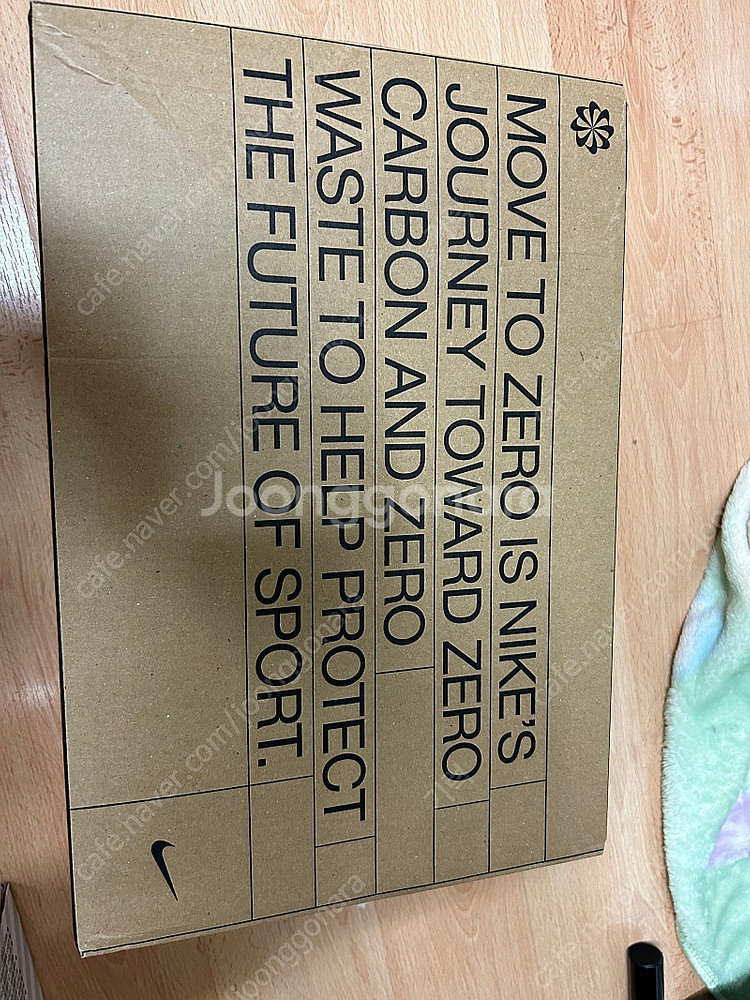 MOVE TO ZERO IS NIKE'S
JOURNEY TOWARD ZERO
CARBON AND ZERO
WASTE TO HELP PROTECT
THE FUTURE OF SPORT.
Joonggonara
cafe.naver.com/joonggonara